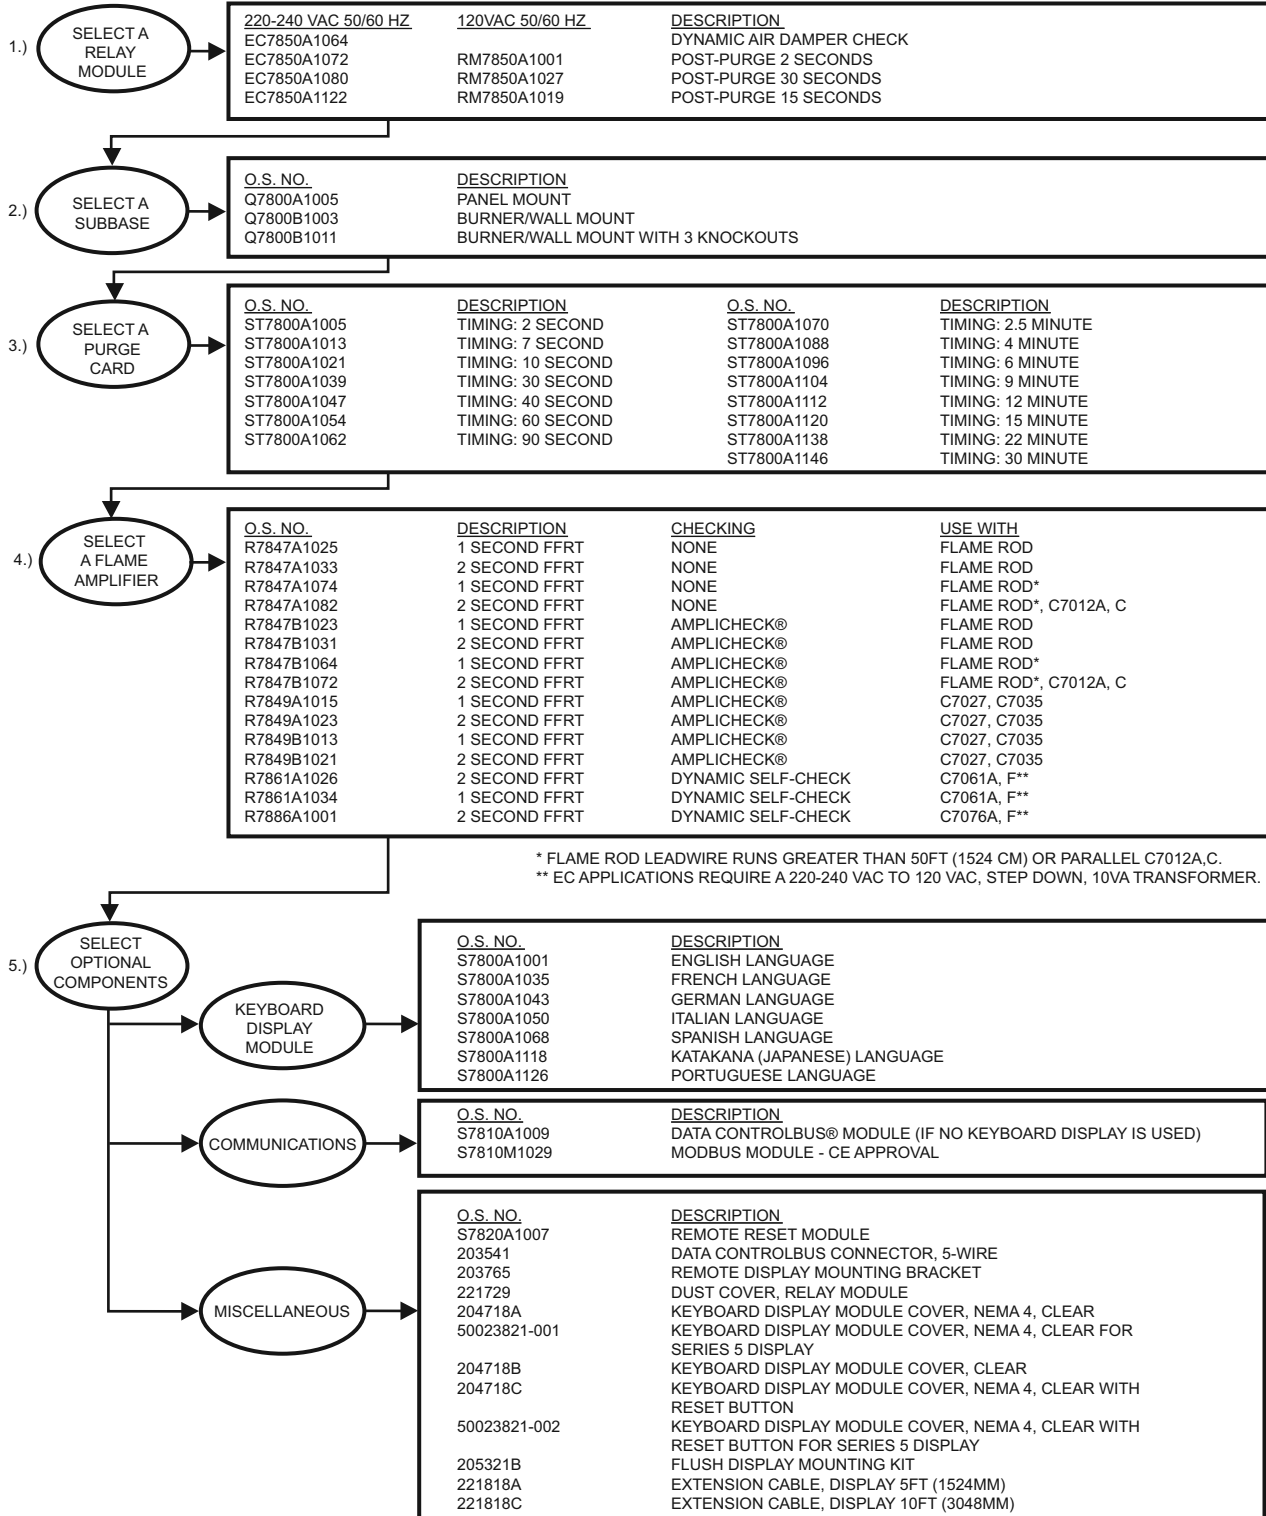 1.) SELECT A
RELAY
MODULE
220-240 VAC 50/60 HZ 120VAC 50/60 HZ DESCRIPTION
EC7850A1064 DYNAMIC AIR DAMPER CHECK
EC7850A1072 RM7850A1001 POST-PURGE 2 SECONDS
EC7850A1080 RM7850A1027 POST-PURGE 30 SECONDS
EC7850A1122 RM7850A1019 POST-PURGE 15 SECONDS
2.) SELECT A
SUBBASE
O.S. NO. DESCRIPTION
Q7800A1005 PANEL MOUNT
Q7800B1003 BURNER/WALL MOUNT
Q7800B1011 BURNER/WALL MOUNT WITH 3 KNOCKOUTS
3.) SELECT A
PURGE
CARD
O.S. NO. DESCRIPTION O.S. NO. DESCRIPTION
ST7800A1005 TIMING: 2 SECOND ST7800A1070 TIMING: 2.5 MINUTE
ST7800A1013 TIMING: 7 SECOND ST7800A1088 TIMING: 4 MINUTE
ST7800A1021 TIMING: 10 SECOND ST7800A1096 TIMING: 6 MINUTE
ST7800A1039 TIMING: 30 SECOND ST7800A1104 TIMING: 9 MINUTE
ST7800A1047 TIMING: 40 SECOND ST7800A1112 TIMING: 12 MINUTE
ST7800A1054 TIMING: 60 SECOND ST7800A1120 TIMING: 15 MINUTE
ST7800A1062 TIMING: 90 SECOND ST7800A1138 TIMING: 22 MINUTE
ST7800A1146 TIMING: 30 MINUTE
4.) SELECT
A FLAME
AMPLIFIER
O.S. NO. DESCRIPTION CHECKING USE WITH
R7847A1025 1 SECOND FFRT NONE FLAME ROD
R7847A1033 2 SECOND FFRT NONE FLAME ROD
R7847A1074 1 SECOND FFRT NONE FLAME ROD*
R7847A1082 2 SECOND FFRT NONE FLAME ROD*, C7012A, C
R7847B1023 1 SECOND FFRT AMPLICHECK® FLAME ROD
R7847B1031 2 SECOND FFRT AMPLICHECK® FLAME ROD
R7847B1064 1 SECOND FFRT AMPLICHECK® FLAME ROD*
R7847B1072 2 SECOND FFRT AMPLICHECK® FLAME ROD*, C7012A, C
R7849A1015 1 SECOND FFRT AMPLICHECK® C7027, C7035
R7849A1023 2 SECOND FFRT AMPLICHECK® C7027, C7035
R7849B1013 1 SECOND FFRT AMPLICHECK® C7027, C7035
R7849B1021 2 SECOND FFRT AMPLICHECK® C7027, C7035
R7861A1026 2 SECOND FFRT DYNAMIC SELF-CHECK C7061A, F**
R7861A1034 1 SECOND FFRT DYNAMIC SELF-CHECK C7061A, F**
R7886A1001 2 SECOND FFRT DYNAMIC SELF-CHECK C7076A, F**
* FLAME ROD LEADWIRE RUNS GREATER THAN 50FT (1524 CM) OR PARALLEL C7012A,C.
** EC APPLICATIONS REQUIRE A 220-240 VAC TO 120 VAC, STEP DOWN, 10VA TRANSFORMER.
5.) SELECT
OPTIONAL
COMPONENTS
KEYBOARD
DISPLAY
MODULE
O.S. NO. DESCRIPTION
S7800A1001 ENGLISH LANGUAGE
S7800A1035 FRENCH LANGUAGE
S7800A1043 GERMAN LANGUAGE
S7800A1050 ITALIAN LANGUAGE
S7800A1068 SPANISH LANGUAGE
S7800A1118 KATAKANA (JAPANESE) LANGUAGE
S7800A1126 PORTUGUESE LANGUAGE
COMMUNICATIONS
O.S. NO. DESCRIPTION
S7810A1009 DATA CONTROLBUS® MODULE (IF NO KEYBOARD DISPLAY IS USED)
S7810M1029 MODBUS MODULE - CE APPROVAL
MISCELLANEOUS
O.S. NO. DESCRIPTION
S7820A1007 REMOTE RESET MODULE
203541 DATA CONTROLBUS CONNECTOR, 5-WIRE
203765 REMOTE DISPLAY MOUNTING BRACKET
221729 DUST COVER, RELAY MODULE
204718A KEYBOARD DISPLAY MODULE COVER, NEMA 4, CLEAR
50023821-001 KEYBOARD DISPLAY MODULE COVER, NEMA 4, CLEAR FOR
SERIES 5 DISPLAY
204718B KEYBOARD DISPLAY MODULE COVER, CLEAR
204718C KEYBOARD DISPLAY MODULE COVER, NEMA 4, CLEAR WITH
RESET BUTTON
50023821-002 KEYBOARD DISPLAY MODULE COVER, NEMA 4, CLEAR WITH
RESET BUTTON FOR SERIES 5 DISPLAY
205321B FLUSH DISPLAY MOUNTING KIT
221818A EXTENSION CABLE, DISPLAY 5FT (1524MM)
221818C EXTENSION CABLE, DISPLAY 10FT (3048MM)